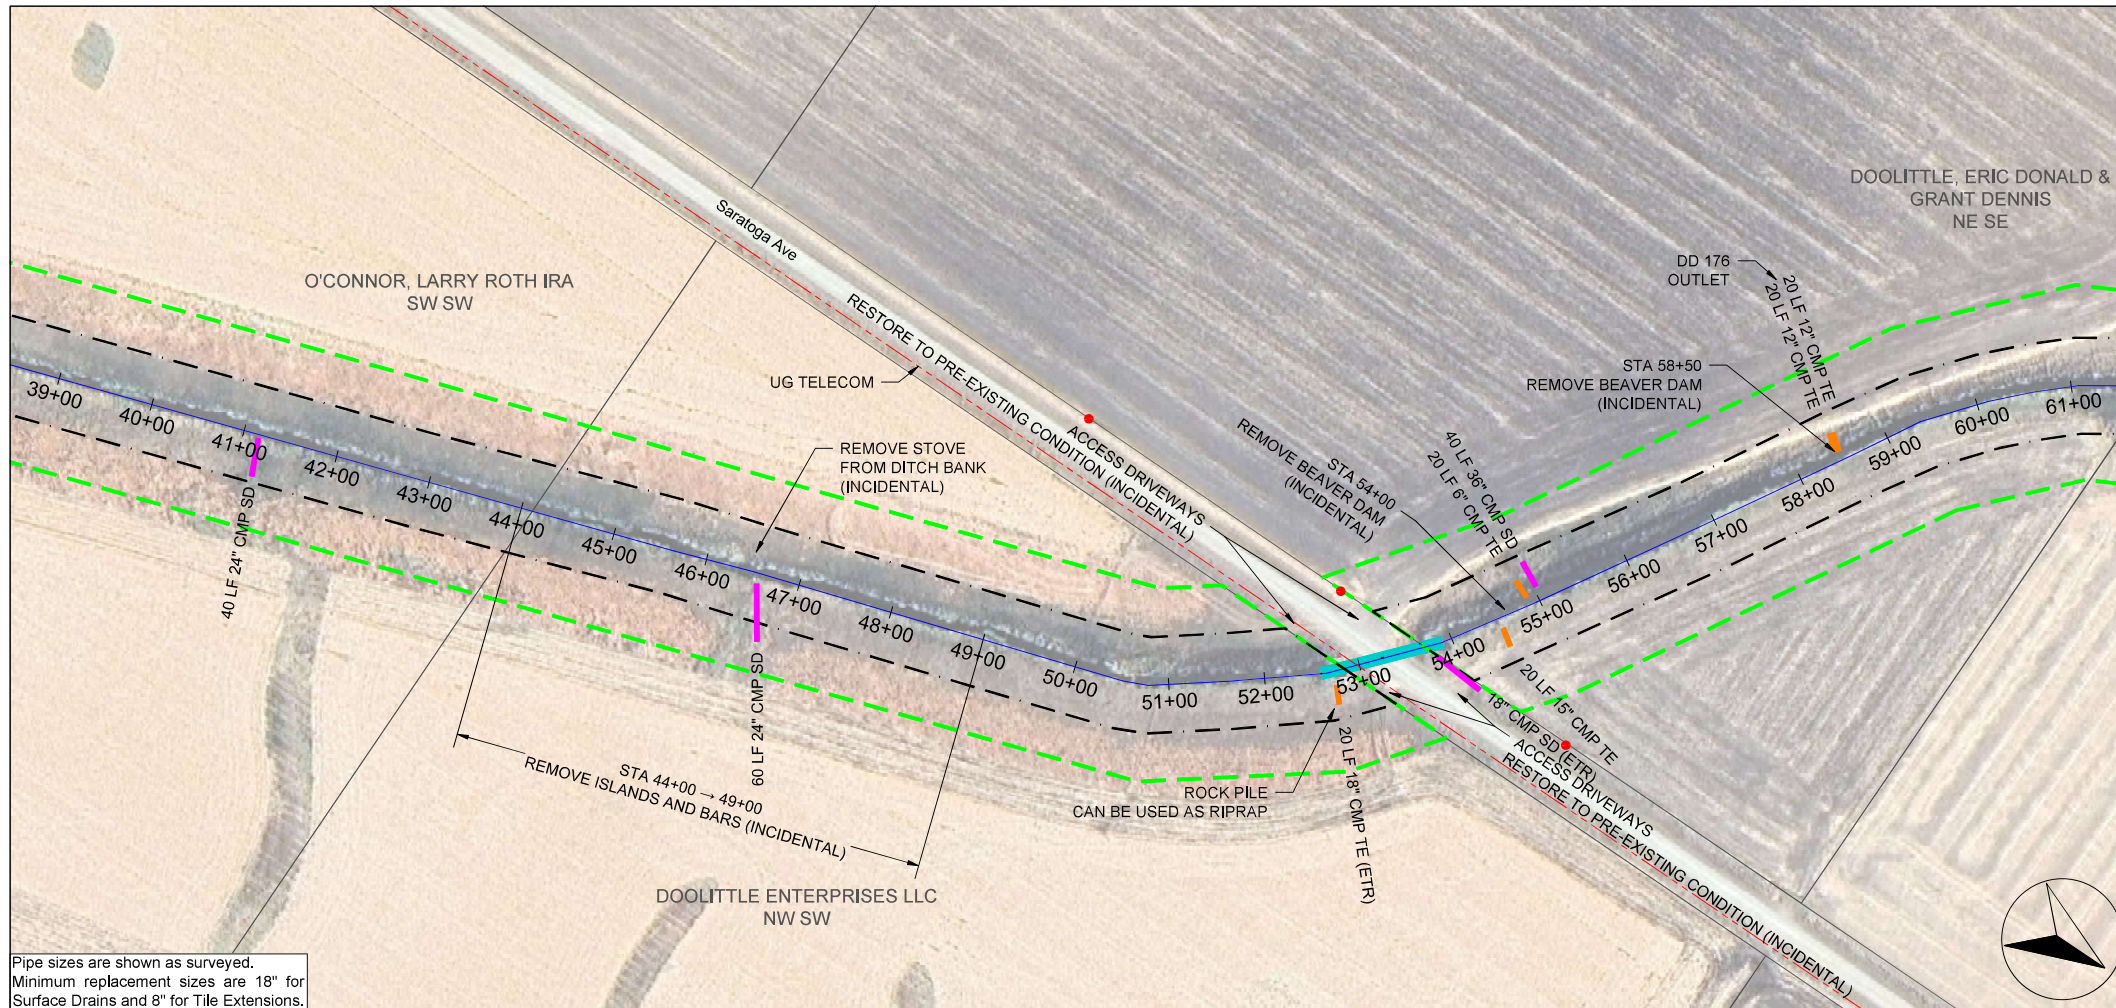 DOOLITTLE, ERIC DONALD &
GRANT DENNIS
NE SE
Saratoga Ave
O'CONNOR, LARRY ROTH IRA
SW SW
DD 176
OUTLET
20 LF 12" CMP TE
20 LF 12" CMP TE
RESTORE TO PRE-EXISTING CONDITION (INCIDENTAL)
ACCESS DRIVEWAYS
UG TELECOM
STA 58+50
REMOVE BEAVER DAM
(INCIDENTAL)
STA 54+00
REMOVE BEAVER DAM
(INCIDENTAL)
40 LF 36" CMP SD
20 LF 6" CMP TE
REMOVE STOVE
FROM DITCH BANK
(INCIDENTAL)
39+00
40+00
41+00
42+00
43+00
44+00
45+00
46+00
47+00
48+00
49+00
50+00
51+00
52+00
53+00
54+00
55+00
56+00
57+00
58+00
59+00
60+00
61+00
40 LF 24" CMP SD
60 LF 24" CMP SD
20 LF 15" CMP TE
18" CMP SD (ETR)
ACCESS DRIVEWAYS
RESTORE TO PRE-EXISTING CONDITION (INCIDENTAL)
20 LF 18" CMP TE (ETR)
ROCK PILE
CAN BE USED AS RIPRAP
STA 44+00 → 49+00
REMOVE ISLANDS AND BARS (INCIDENTAL)
DOOLITTLE ENTERPRISES LLC
NW SW
Pipe sizes are shown as surveyed.
Minimum replacement sizes are 18" for
Surface Drains and 8" for Tile Extensions.